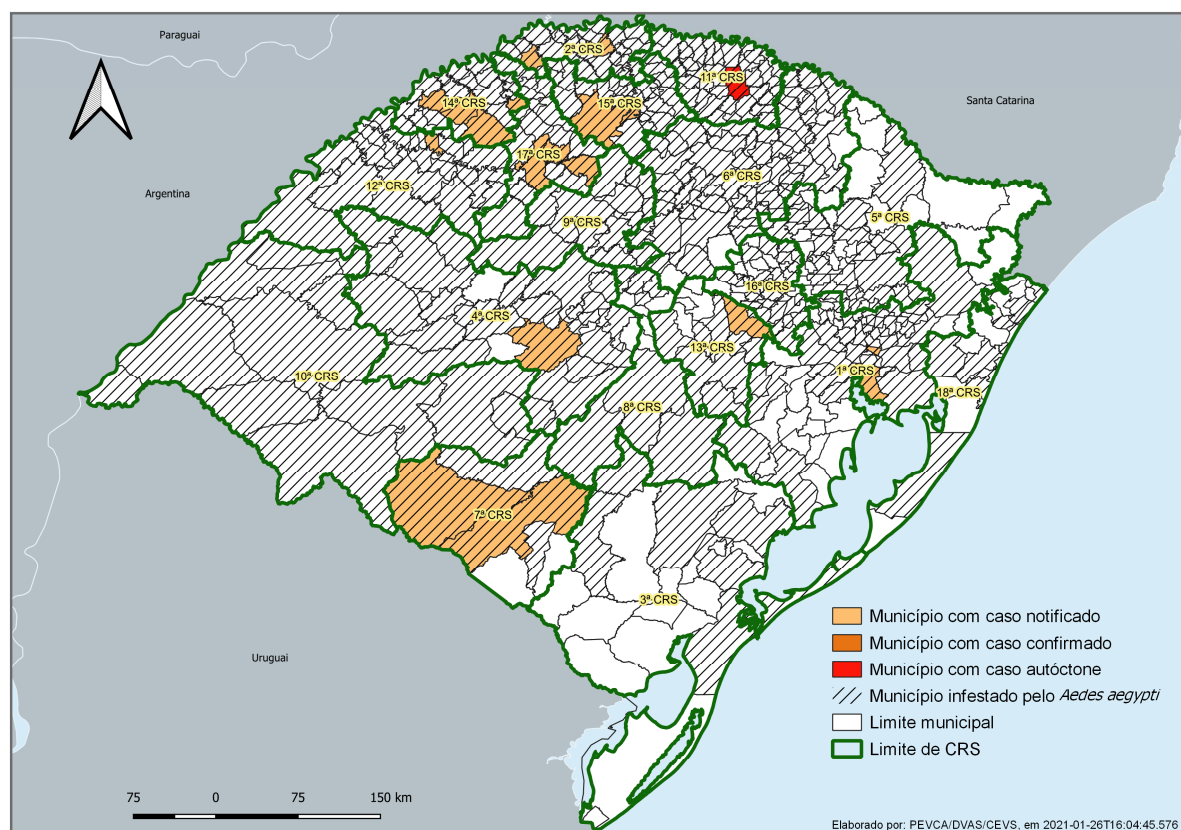 Paraguai
2ª CRS
11ª CRS
14ª CRS
15ª CRS
Santa Catarina
17ª CRS
6ª CRS
12ª CRS
Argentina
5ª CRS
9ª CRS
16ª CRS
4ª CRS
13ª CRS
1ª CRS
10ª CRS
18ª CRS
8ª CRS
7ª CRS
3ª CRS
Uruguai
Município com caso notificado
Município com caso confirmado
Município com caso autóctone
Município infestado pelo Aedes aegypti
Limite municipal
Limite de CRS
75 0 75 150 km
Elaborado por: PEVCA/DVAS/CEVS, em 2021-01-26T16:04:45.576